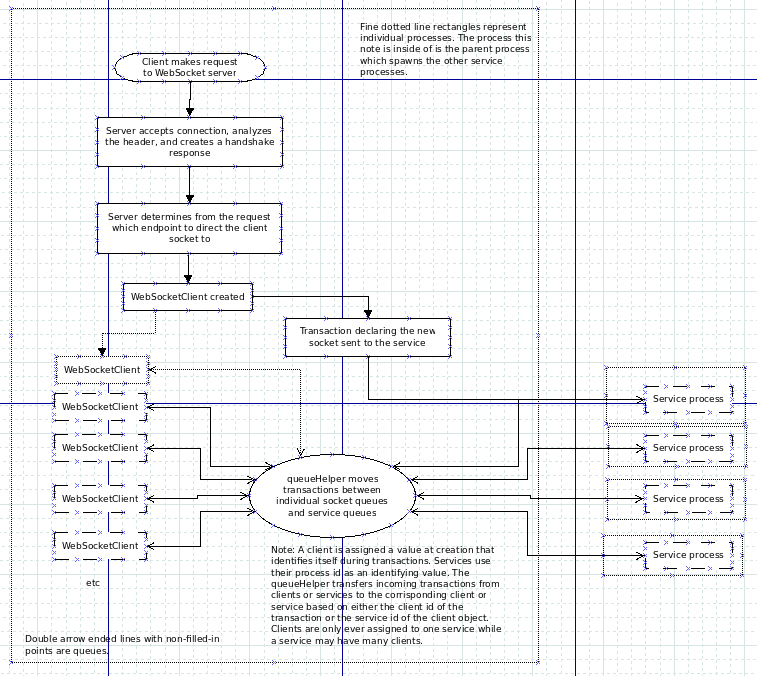 Fine dotted line rectangles represent
individual processes. The process this
note is inside of is the parent process
which spawns the other service
processes.
Client makes request
to WebSocket server
Server accepts connection, analyzes
the header, and creates a handshake
response
Server determines from the request
which endpoint to direct the client
socket to
WebSocketClient created
Transaction declaring the new
socket sent to the service
WebSocketClient
WebSocketClient
WebSocketClient
WebSocketClient
WebSocketClient
etc
Service process
Service process
Service process
Service process
queueHelper moves
transactions between
individual socket queues
and service queues
Note: A client is assigned a value at creation that
identifies itself during transactions. Services use
their process id as an identifying value. The
queueHelper transfers incoming transactions from
clients or services to the corrisponding client or
service based on either the client id of the
transaction or the service id of the client object.
Clients are only ever assigned to one service while
a service may have many clients.
Double arrow ended lines with non-filled-in
points are queues.